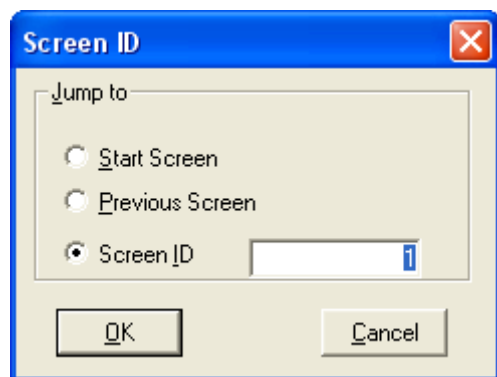 Screen ID
Jump to
Start Screen
Previous Screen
Screen ID 1
OK Cancel